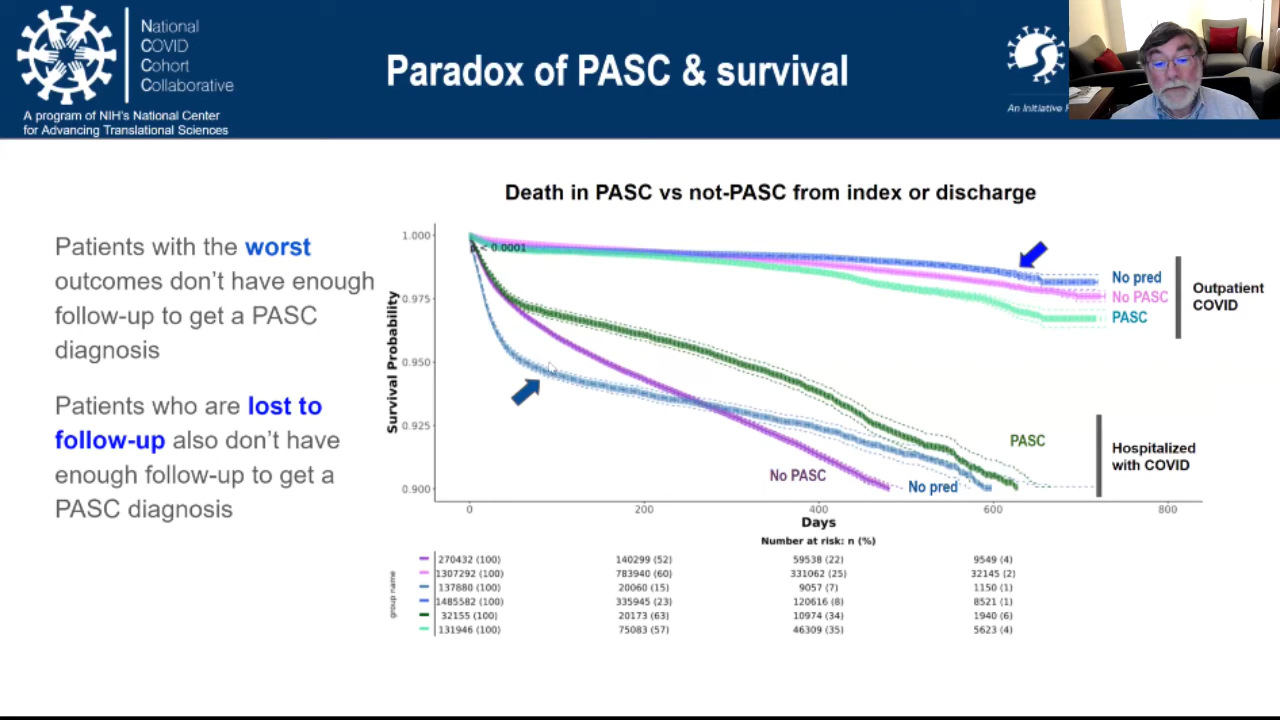 National
COVID
Cohort
Collaborative
A program of NIH's National Center
for Advancing Translational Sciences
Paradox of PASC & survival
An Initiative
Patients with the worst
outcomes don't have enough
follow-up to get a PASC
diagnosis
Patients who are lost to
follow-up also don't have
enough follow-up to get a
PASC diagnosis
Death in PASC vs not-PASC from index or discharge
Survival Probability
1.000
0.975
0.950
0.925
0.900
p < 0.0001
No pred
No PASC
PASC
Outpatient
COVID
PASC
No PASC
No pred
Hospitalized
with COVID
0 200 400 600 800
Days
Number at risk: n (%)
group name
270432 (100) 140299 (52) 59538 (22) 9549 (4)
1307292 (100) 783940 (60) 331062 (25) 32145 (2)
137880 (100) 20060 (15) 9057 (7) 1150 (1)
1485582 (100) 335945 (23) 120616 (8) 8521 (1)
32155 (100) 20173 (63) 10974 (34) 1940 (6)
131946 (100) 75083 (57) 46309 (35) 5623 (4)